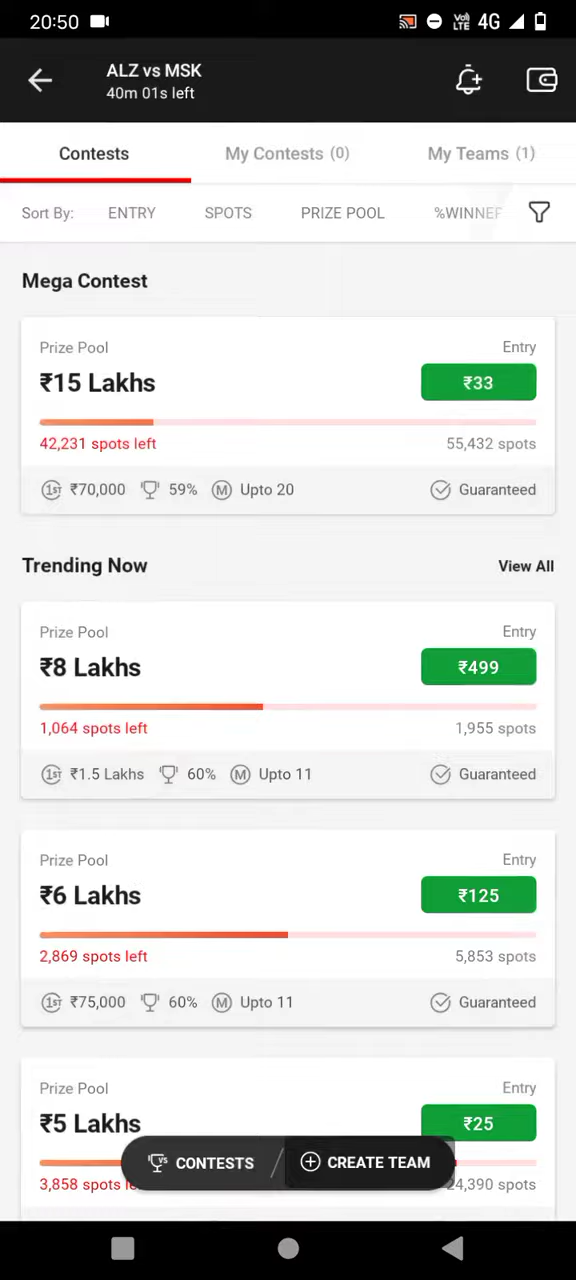 20:50 VoLTE 4G
ALZ vs MSK
40m 01s left
Contests My Contests (0) My Teams (1)
Sort By: ENTRY SPOTS PRIZE POOL %WINNER
Mega Contest
Prize Pool Entry
₹15 Lakhs ₹33
42,231 spots left 55,432 spots
1ST ₹70,000 59% M Upto 20 Guaranteed
Trending Now View All
Prize Pool Entry
₹8 Lakhs ₹499
1,064 spots left 1,955 spots
1ST ₹1.5 Lakhs 60% M Upto 11 Guaranteed
Prize Pool Entry
₹6 Lakhs ₹125
2,869 spots left 5,853 spots
1ST ₹75,000 60% M Upto 11 Guaranteed
Prize Pool Entry
₹5 Lakhs ₹25
VS CONTESTS CREATE TEAM
3,858 spots 24,390 spots